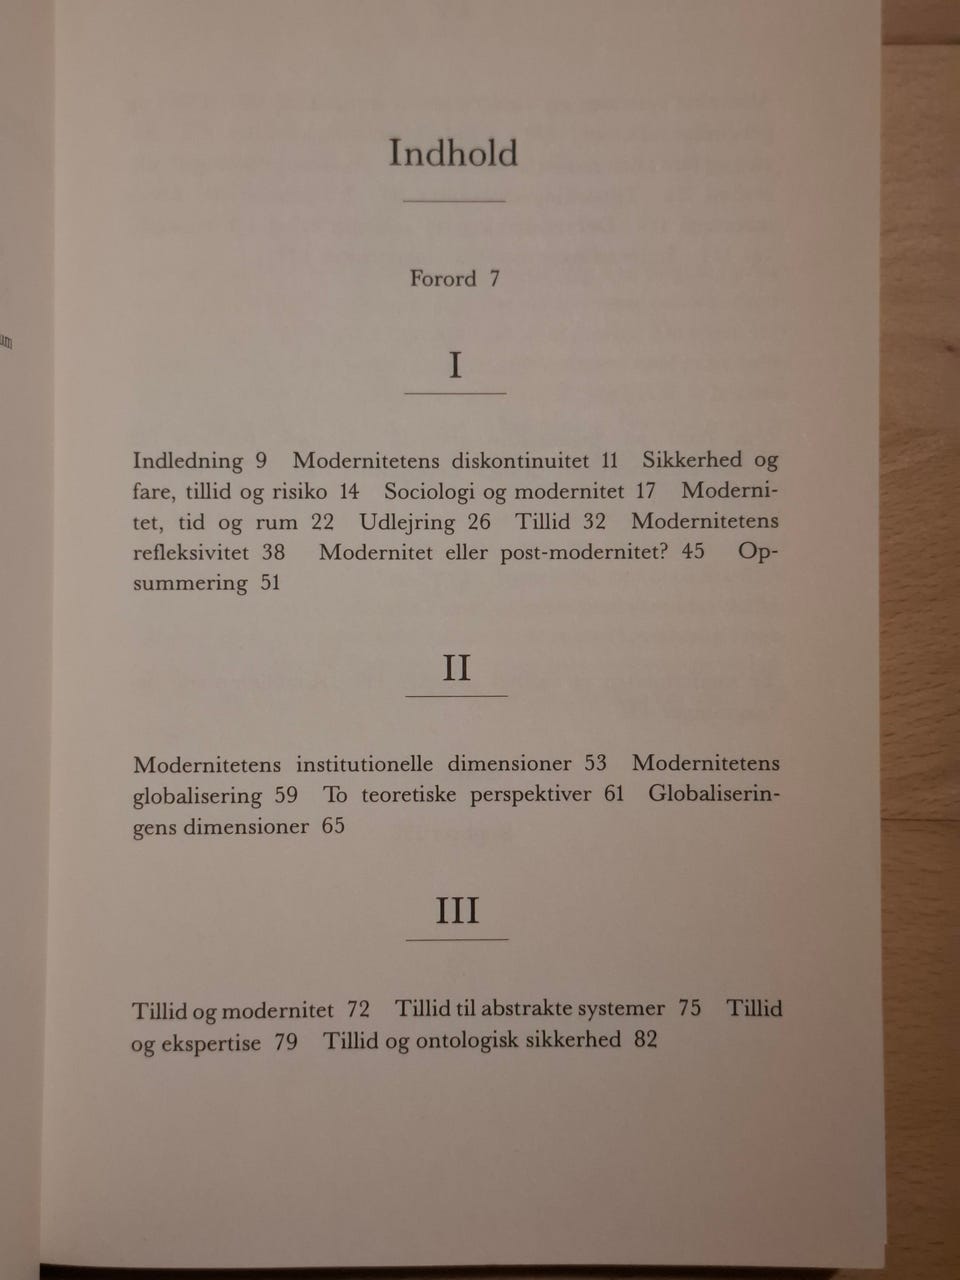 Indhold
Forord 7
I
Indledning 9 Modernitetens diskontinuitet 11 Sikkerhed og
fare, tillid og risiko 14 Sociologi og modernitet 17 Moderni-
tet, tid og rum 22 Udlejring 26 Tillid 32 Modernitetens
refleksivitet 38 Modernitet eller post-modernitet? 45 Op-
summering 51
II
Modernitetens institutionelle dimensioner 53 Modernitetens
globalisering 59 To teoretiske perspektiver 61 Globaliserin-
gens dimensioner 65
III
Tillid og modernitet 72 Tillid til abstrakte systemer 75 Tillid
og ekspertise 79 Tillid og ontologisk sikkerhed 82